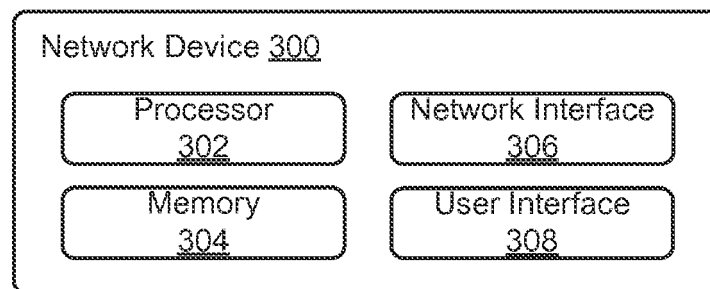 Network Device 300
Processor
302
Network Interface
306
Memory
304
User Interface
308